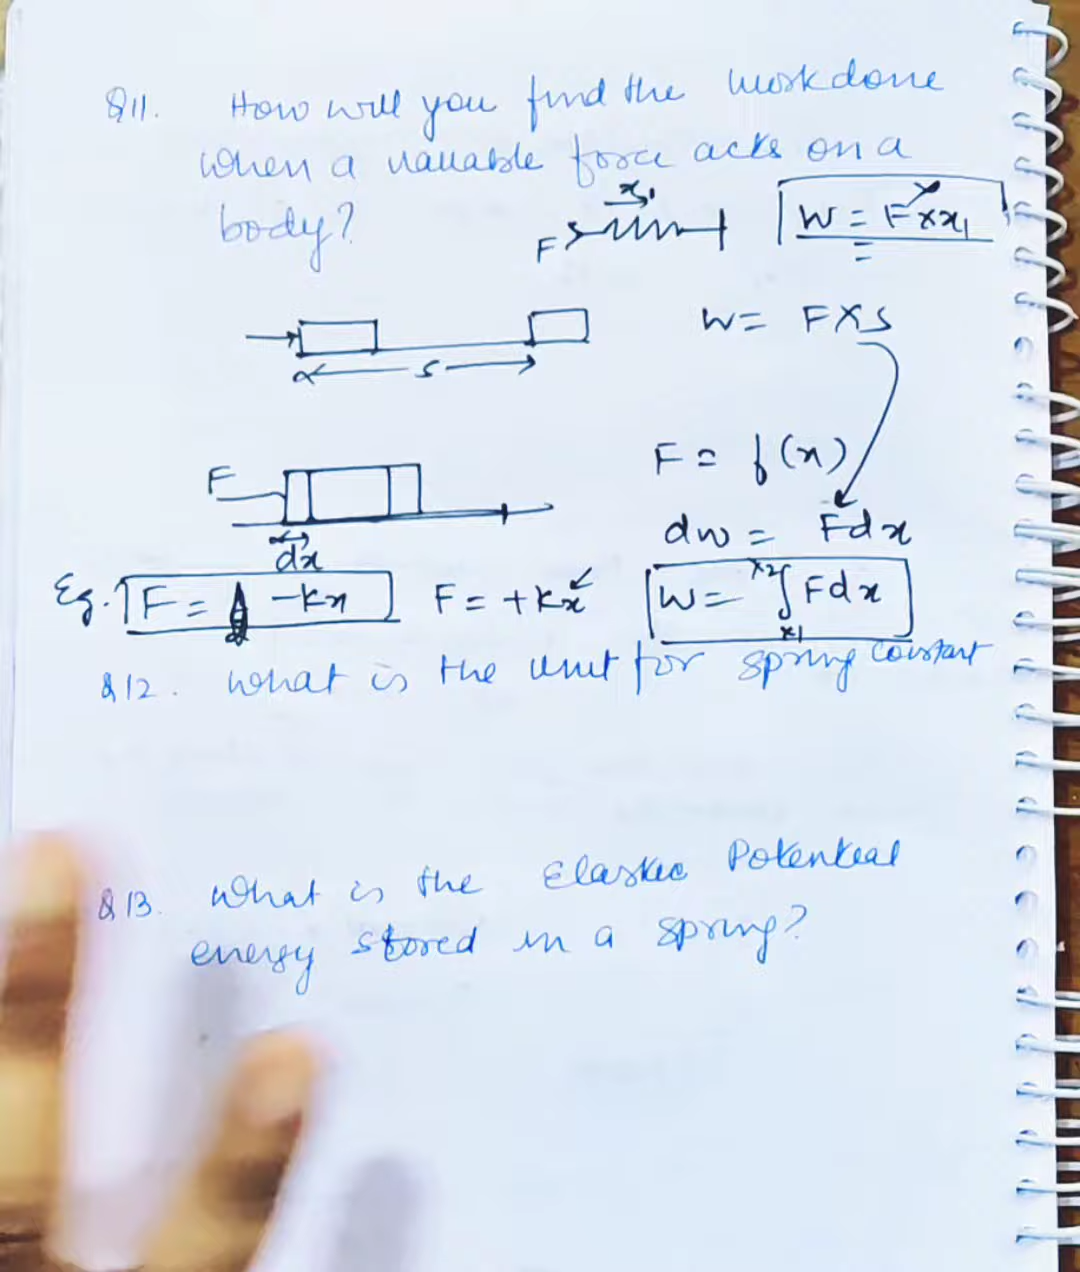 Q11. How will you find the work done
when a variable force acts on a
body?
x1
F
W = F x x1
W = F x s
s
F = f(x)
F
dw = Fdx
dx
Eg. F = -kx F = +kx W = x2∫x1 Fdx
Q12. What is the unit for spring constant
Q13. What is the Elastic Potential
energy stored in a spring?